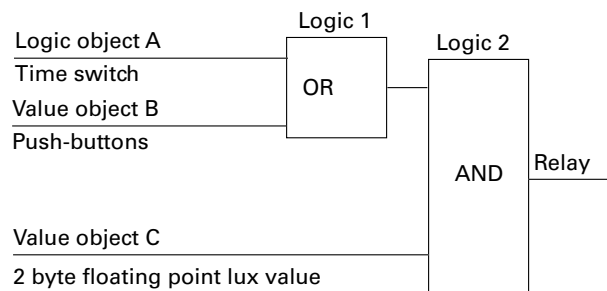 Logic 1
Logic object A
Logic 2
Time switch
OR
Value object B
Push-buttons
Relay
AND
Value object C
2 byte floating point lux value